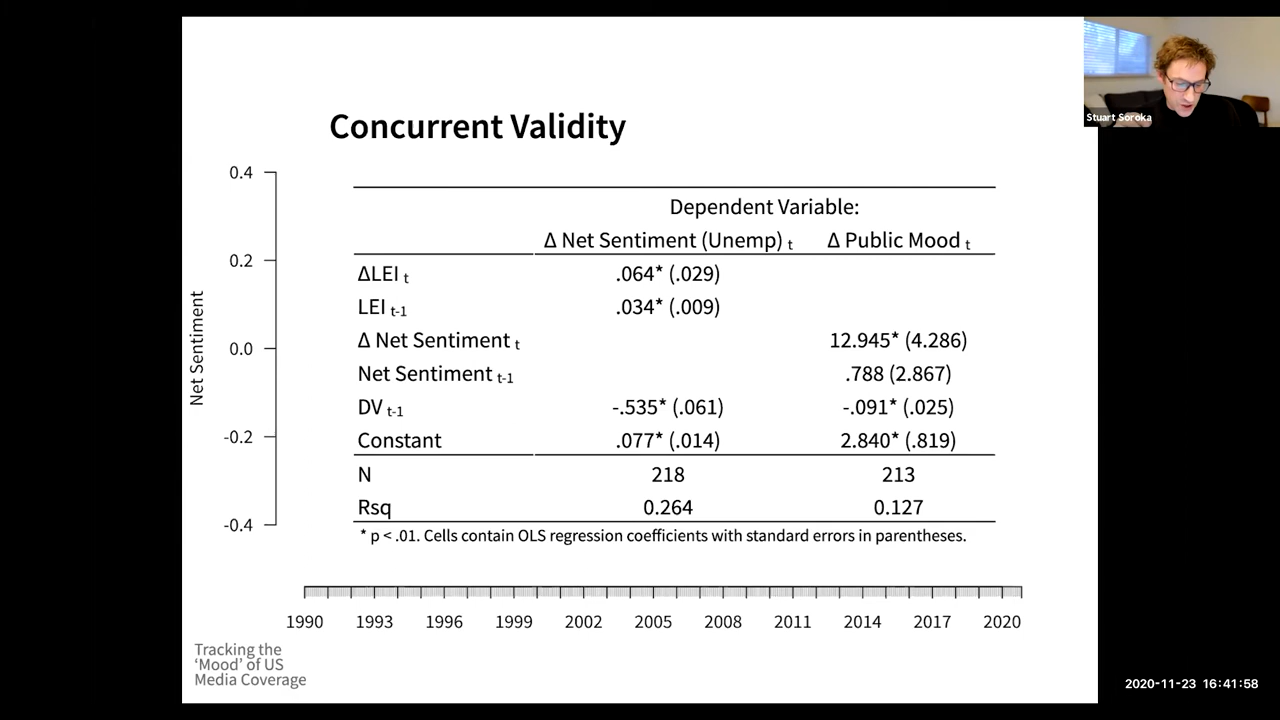 Concurrent Validity
Stuart Soroka
0.4
0.2
0.0
-0.2
-0.4
Net Sentiment
Dependent Variable:
Δ Net Sentiment (Unemp) t Δ Public Mood t
ΔLEI t .064* (.029)
LEI t-1 .034* (.009)
Δ Net Sentiment t 12.945* (4.286)
Net Sentiment t-1 .788 (2.867)
DV t-1 -.535* (.061) -.091* (.025)
Constant .077* (.014) 2.840* (.819)
N 218 213
Rsq 0.264 0.127
* p < .01. Cells contain OLS regression coefficients with standard errors in parentheses.
1990 1993 1996 1999 2002 2005 2008 2011 2014 2017 2020
Tracking the
‘Mood’ of US
Media Coverage
2020-11-23 16:41:58